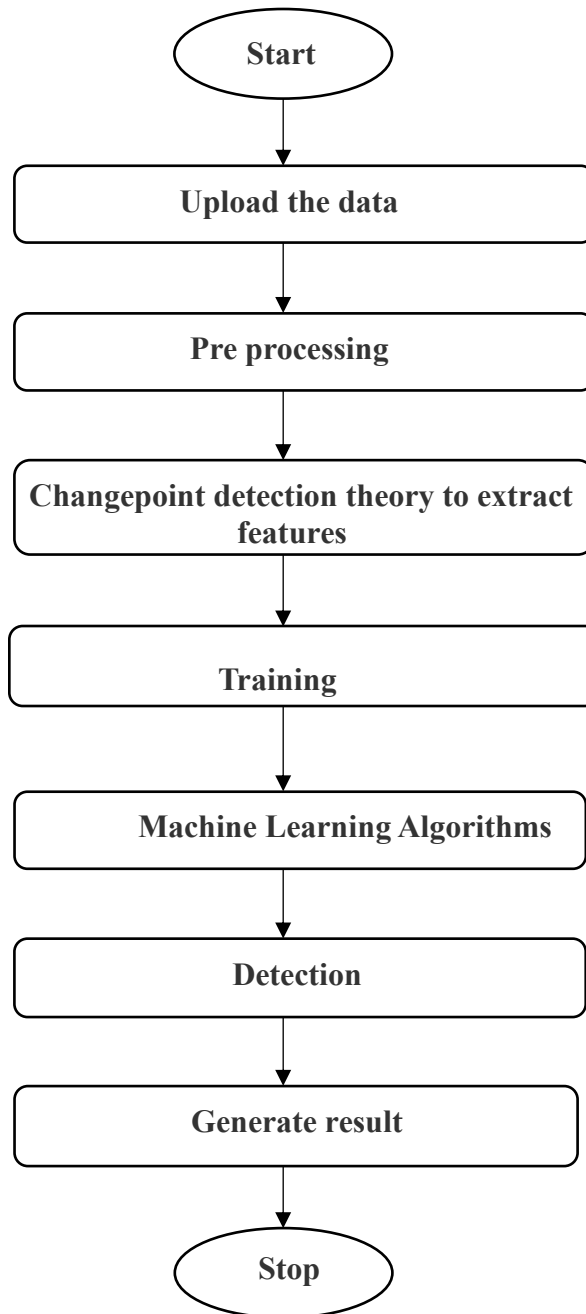 Start
Upload the data
Pre processing
Changepoint detection theory to extract
features
Training
Machine Learning Algorithms
Detection
Generate result
Stop